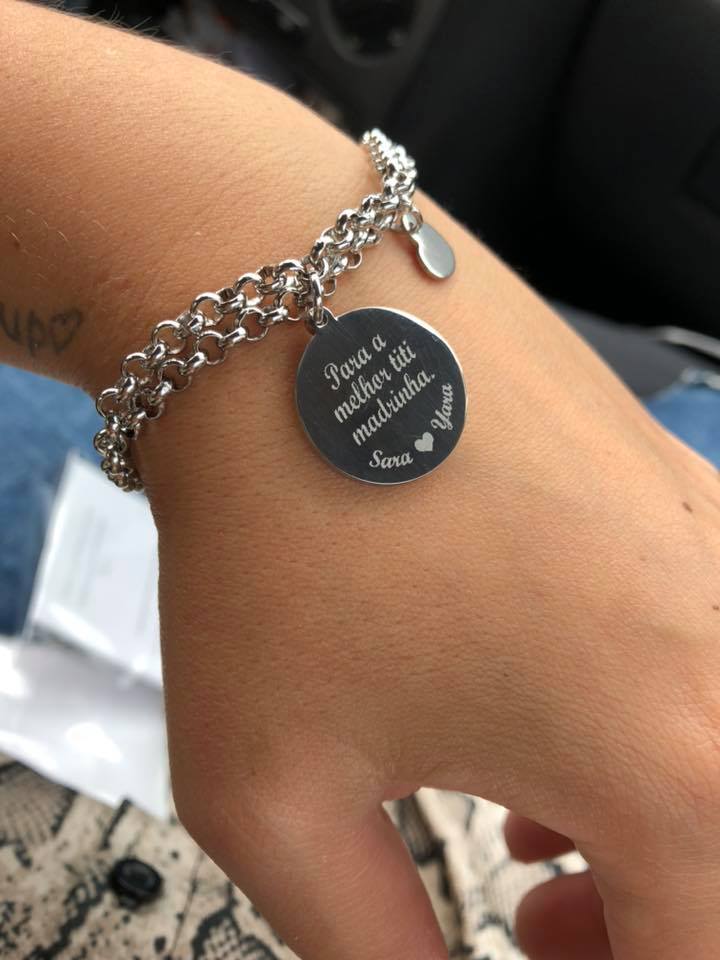 Para a
melhor titi
madrinha.
Sara ♥ Yara